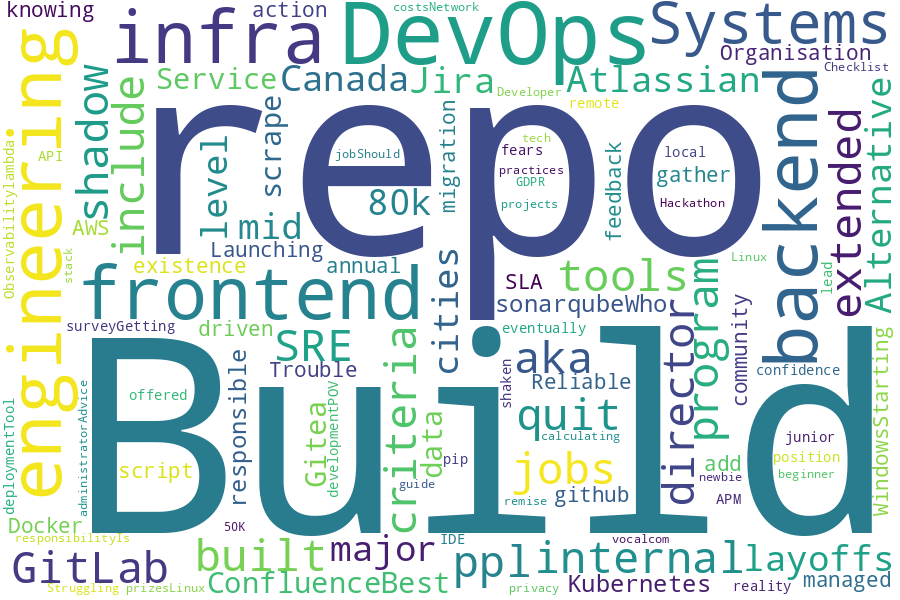 knowing
infra
action
DevOps
costsNetwork
Systems
Organisation
Checklist
engineering
shadow
include
Service
Canada
Jira
Developer
Atlassian
remote
backend
extended
Alternative
repo
Observabilitylambda
API
AWS
level
scrape
jobShould
80k
migration
tech
fears
practices
GDPR
projects
feedback
local
gather
Hackathon
mid
Launching
existence
annual
stack
frontend
cities
SLA
tools
sonarqubeWho
Linux
lead
program
director
community
surveyGetting
driven
SRE
Trouble
criteria
eventually
aka
Reliable
confidence
WindowsStarting
Build
deploymentTool
administratorAdvice
offered
responsible
Gitea
developmentPOV
data
shaken
quit
calculating
junior
position
beginner
script
pip
guide
jobs
remise
github
add
newbie
APM
Docker
responsibilityls
50K
IDE
vocalcom
GitLab
built
major
ppl
internal
layoffs
Struggling
prizesLinux
ConfluenceBest
privacy
Kubernetes
reality
managed